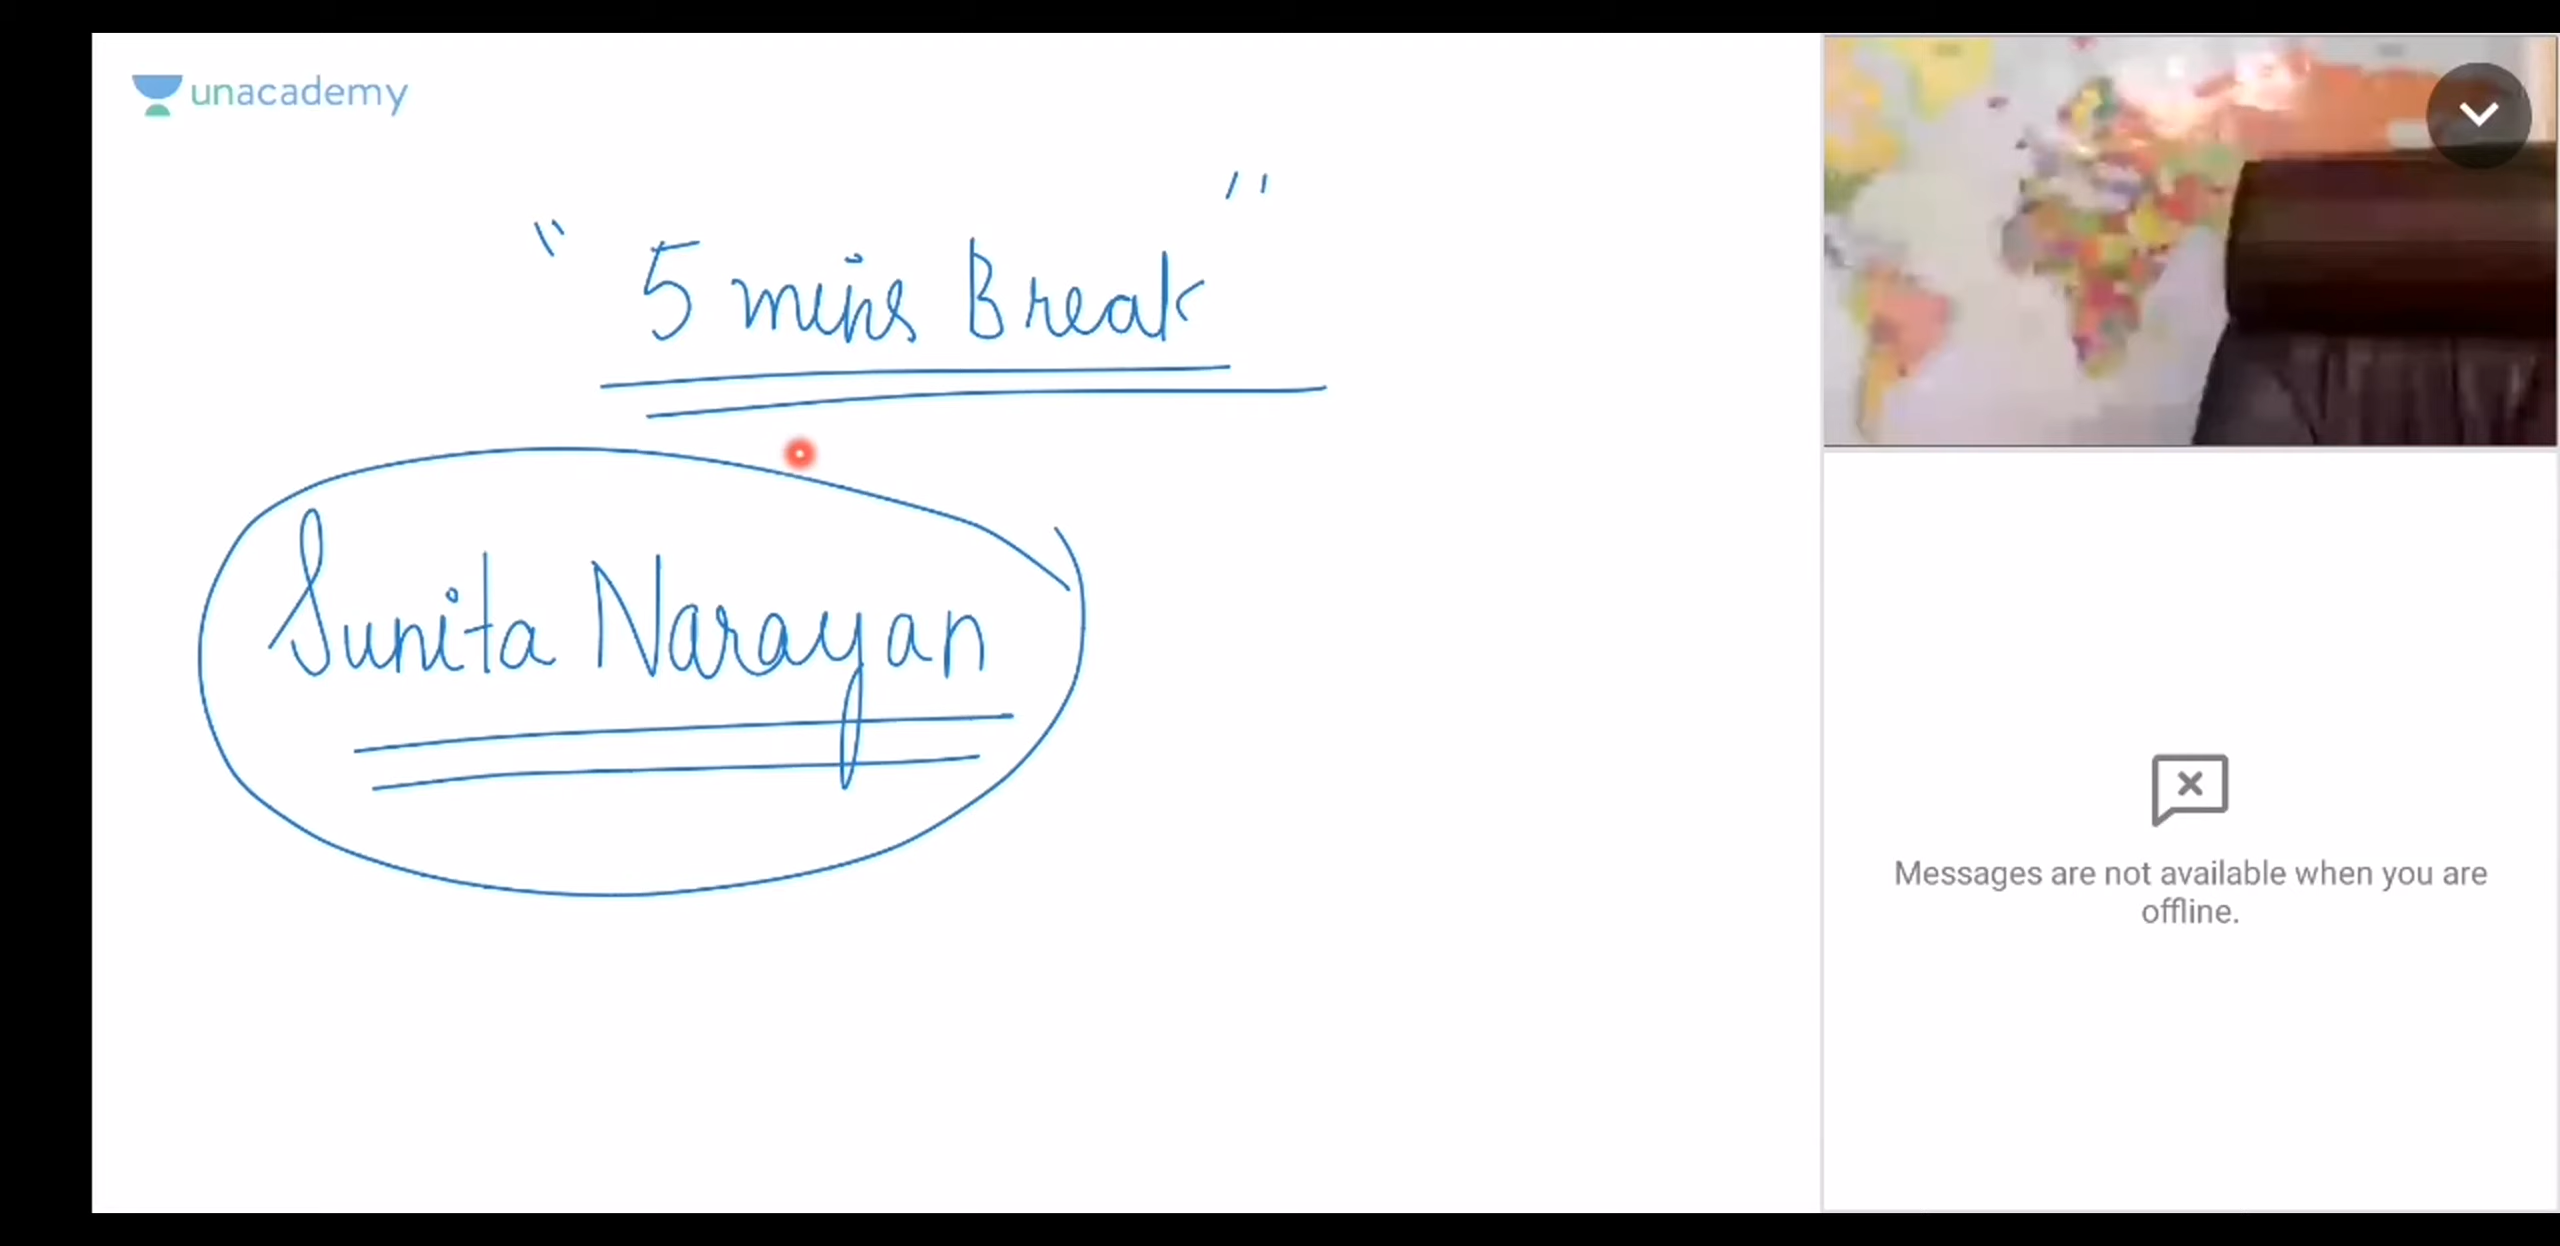 unacademy
" 5 mins Break "
Sunita Narayan
Messages are not available when you are
offline.